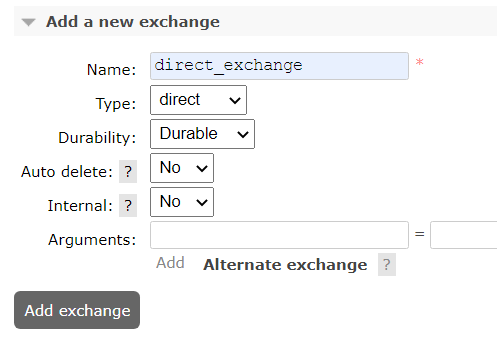 Add a new exchange
Name: direct_exchange *
Type: direct
Durability: Durable
Auto delete: ? No
Internal: ? No
Arguments: =
Add Alternate exchange ?
Add exchange